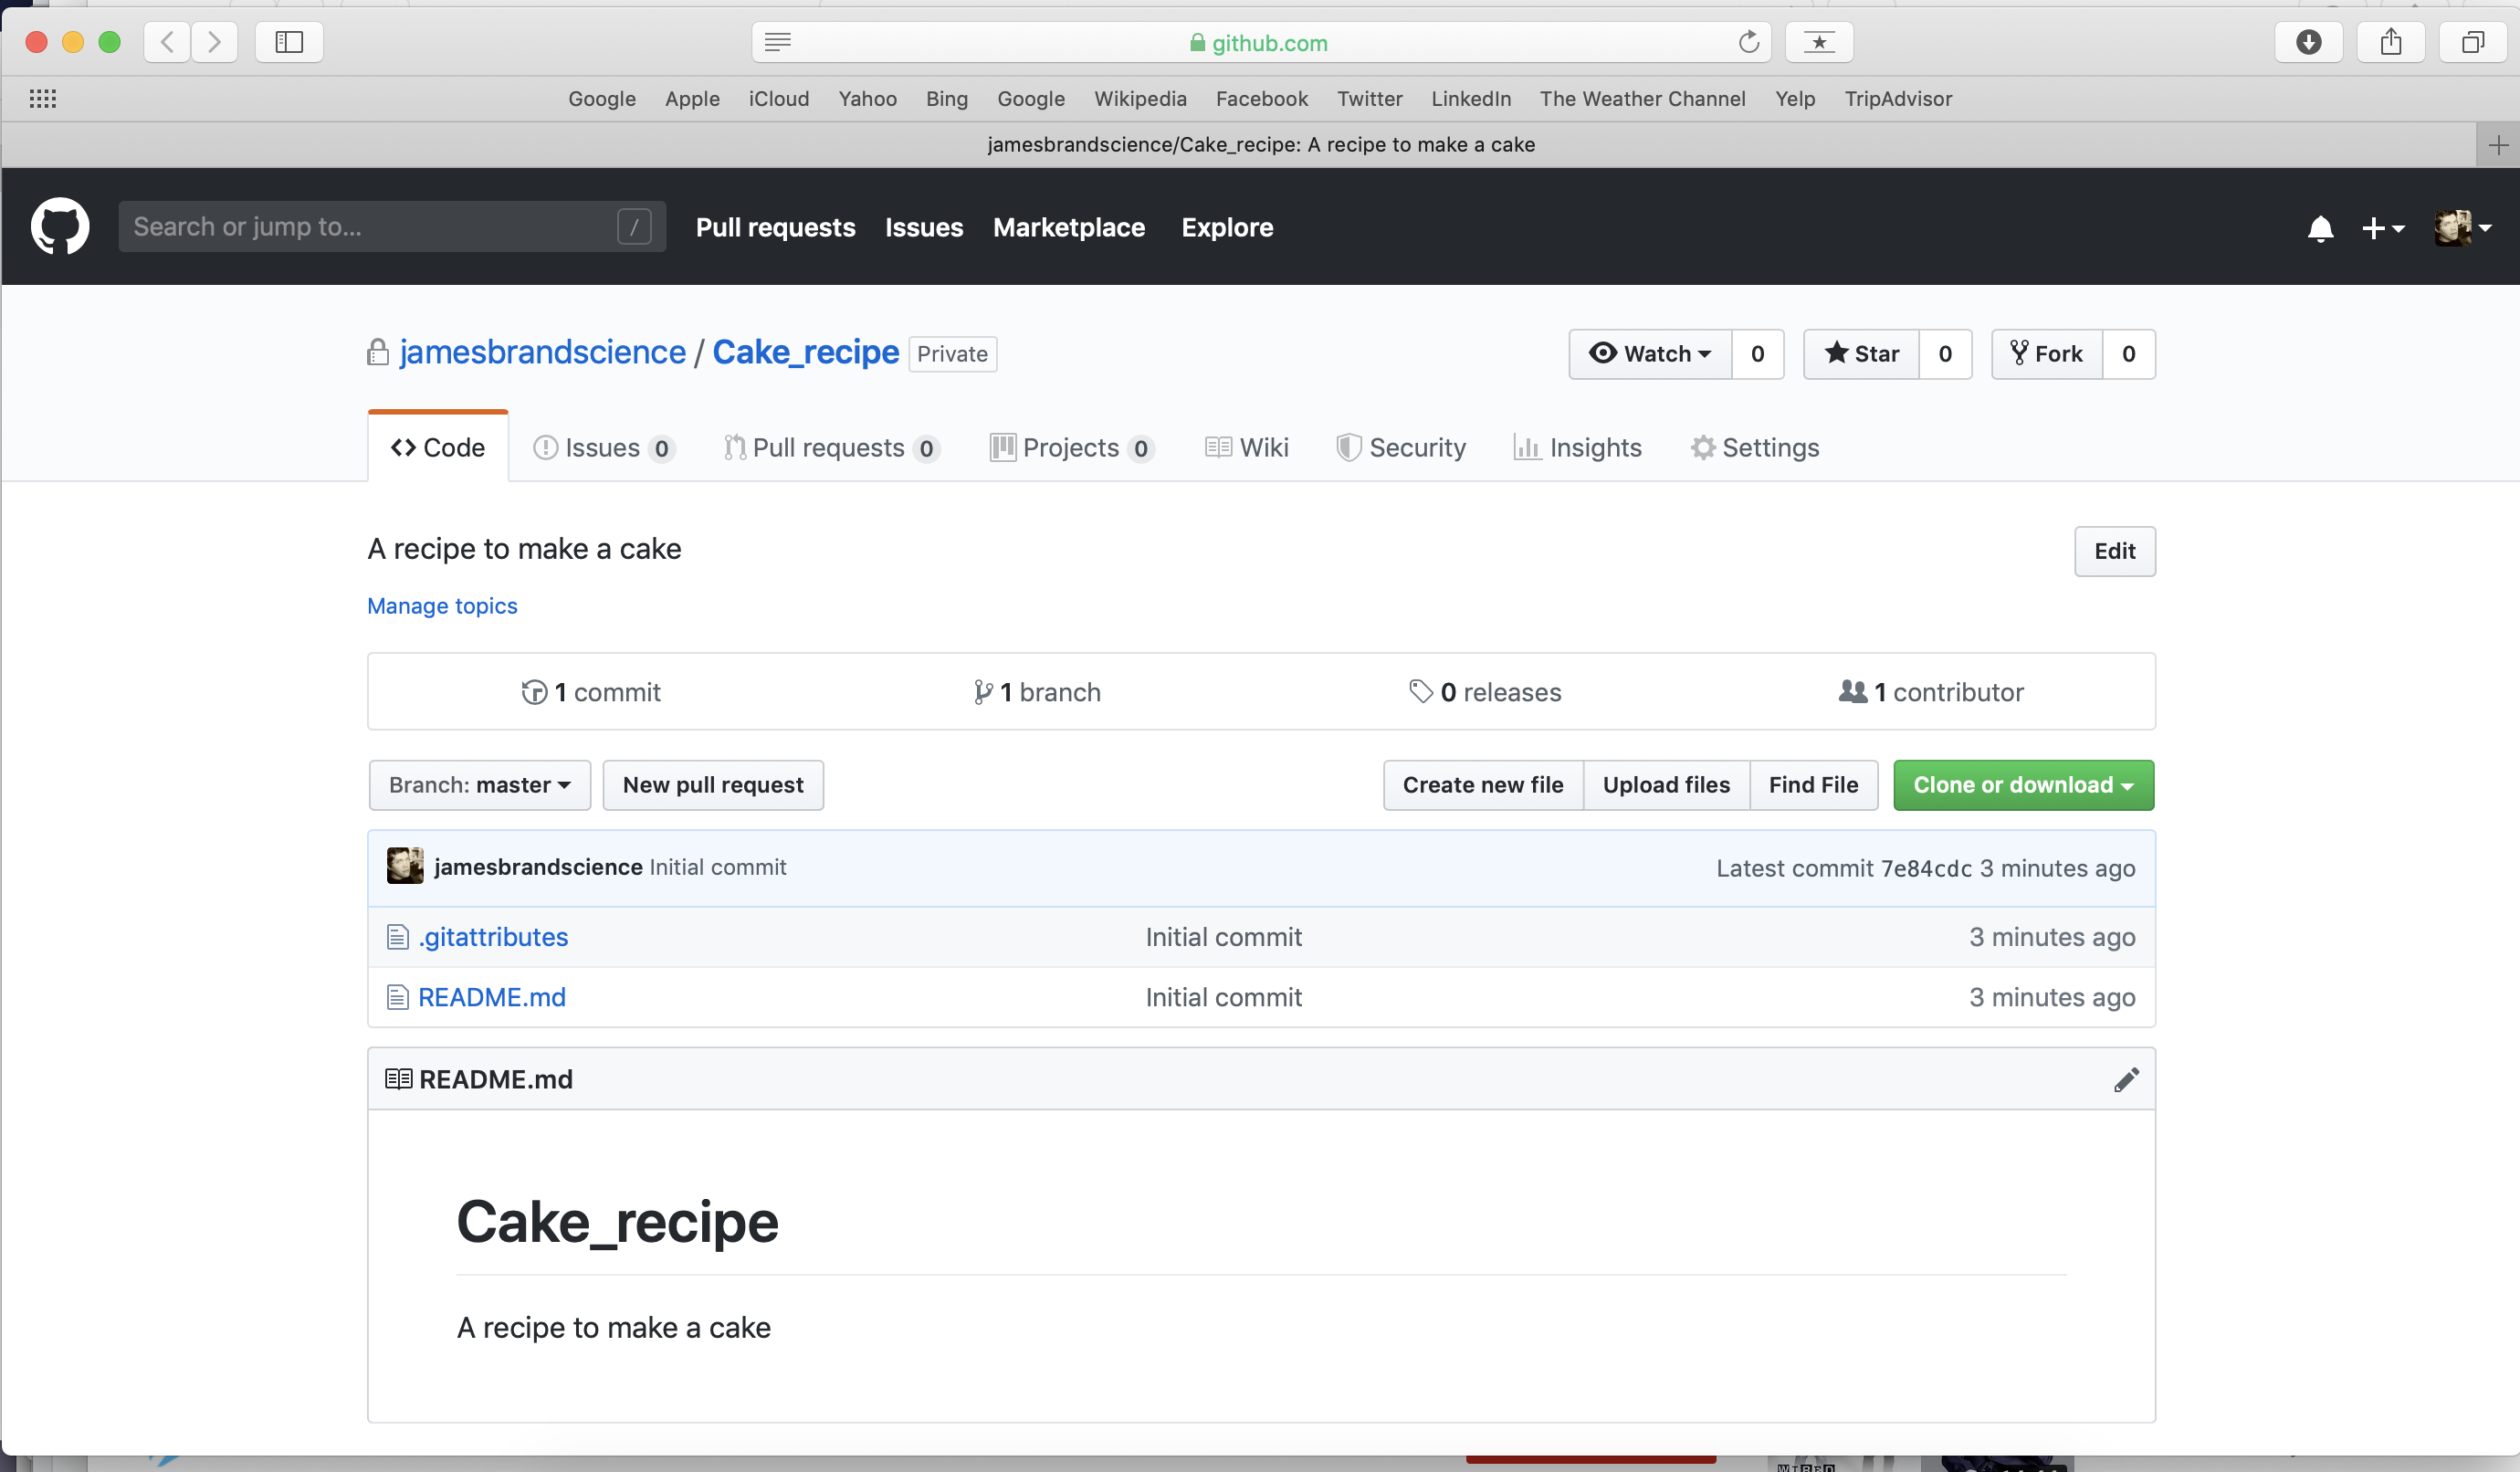 github.com
Google Apple iCloud Yahoo Bing Google Wikipedia Facebook Twitter LinkedIn The Weather Channel Yelp TripAdvisor
jamesbrandscience/Cake_recipe: A recipe to make a cake
Search or jump to... / Pull requests Issues Marketplace Explore
jamesbrandscience / Cake_recipe Private Watch 0 Star 0 Fork 0
Code Issues 0 Pull requests 0 Projects 0 Wiki Security Insights Settings
A recipe to make a cake Edit
Manage topics
1 commit 1 branch 0 releases 1 contributor
Branch: master New pull request Create new file Upload files Find File Clone or download
jamesbrandscience Initial commit Latest commit 7e84cdc 3 minutes ago
.gitattributes Initial commit 3 minutes ago
README.md Initial commit 3 minutes ago
README.md
Cake_recipe
A recipe to make a cake
WIRED